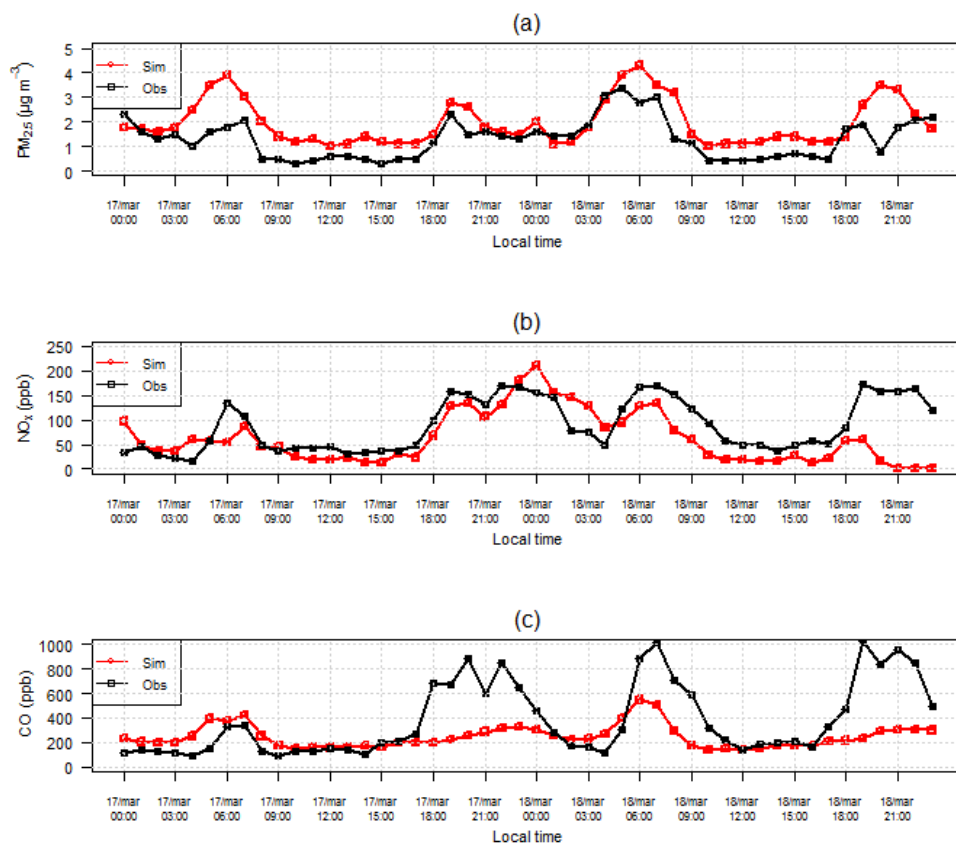 (a)
PM2.5 (µg m−3)
5
4
3
2
1
0
Sim
Obs
17/mar 17/mar 17/mar 17/mar 17/mar 17/mar 17/mar 17/mar 18/mar 18/mar 18/mar 18/mar 18/mar 18/mar 18/mar 18/mar
00:00 03:00 06:00 09:00 12:00 15:00 18:00 21:00 00:00 03:00 06:00 09:00 12:00 15:00 18:00 21:00
Local time
(b)
NOX (ppb)
250
200
150
100
50
0
Sim
Obs
17/mar 17/mar 17/mar 17/mar 17/mar 17/mar 17/mar 17/mar 18/mar 18/mar 18/mar 18/mar 18/mar 18/mar 18/mar 18/mar
00:00 03:00 06:00 09:00 12:00 15:00 18:00 21:00 00:00 03:00 06:00 09:00 12:00 15:00 18:00 21:00
Local time
(c)
CO (ppb)
1000
800
600
400
200
0
Sim
Obs
17/mar 17/mar 17/mar 17/mar 17/mar 17/mar 17/mar 17/mar 18/mar 18/mar 18/mar 18/mar 18/mar 18/mar 18/mar 18/mar
00:00 03:00 06:00 09:00 12:00 15:00 18:00 21:00 00:00 03:00 06:00 09:00 12:00 15:00 18:00 21:00
Local time